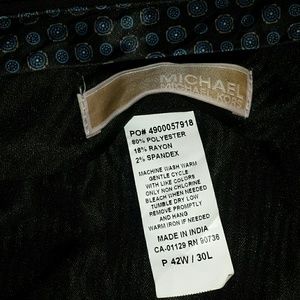 MICHAEL
MICHAEL KORS
PO# 4900057918
80% POLYESTER
18% RAYON
2% SPANDEX
MACHINE WASH WARM
GENTLE CYCLE
WITH LIKE COLORS
ONLY NON CHLORINE
BLEACH WHEN NEEDED
TUMBLE DRY LOW
REMOVE PROMPTLY
AND HANG
WARM IRON IF NEEDED
MADE IN INDIA
CA-01129 RN 90736
P 42W / 30L